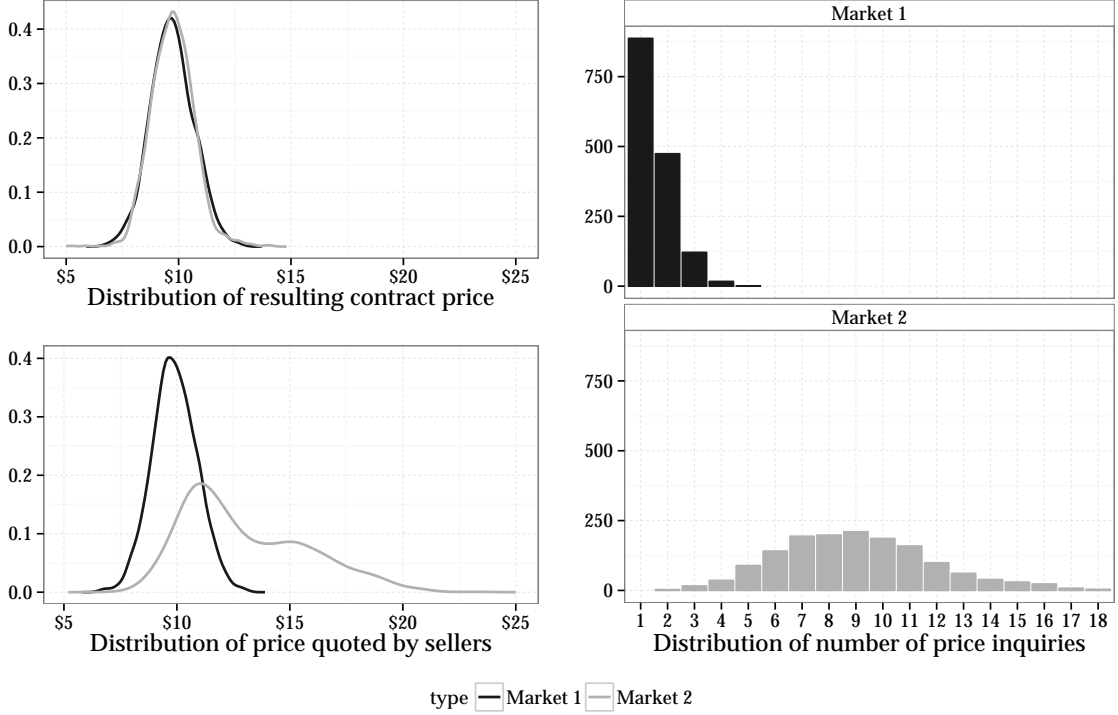 0.4
0.3
0.2
0.1
0.0
$5 $10 $15 $20 $25
Distribution of resulting contract price
0.4
0.3
0.2
0.1
0.0
$5 $10 $15 $20 $25
Distribution of price quoted by sellers
Market 1
750
500
250
0
Market 2
750
500
250
0
1 2 3 4 5 6 7 8 9 10 11 12 13 14 15 16 17 18
Distribution of number of price inquiries
type Market 1 Market 2